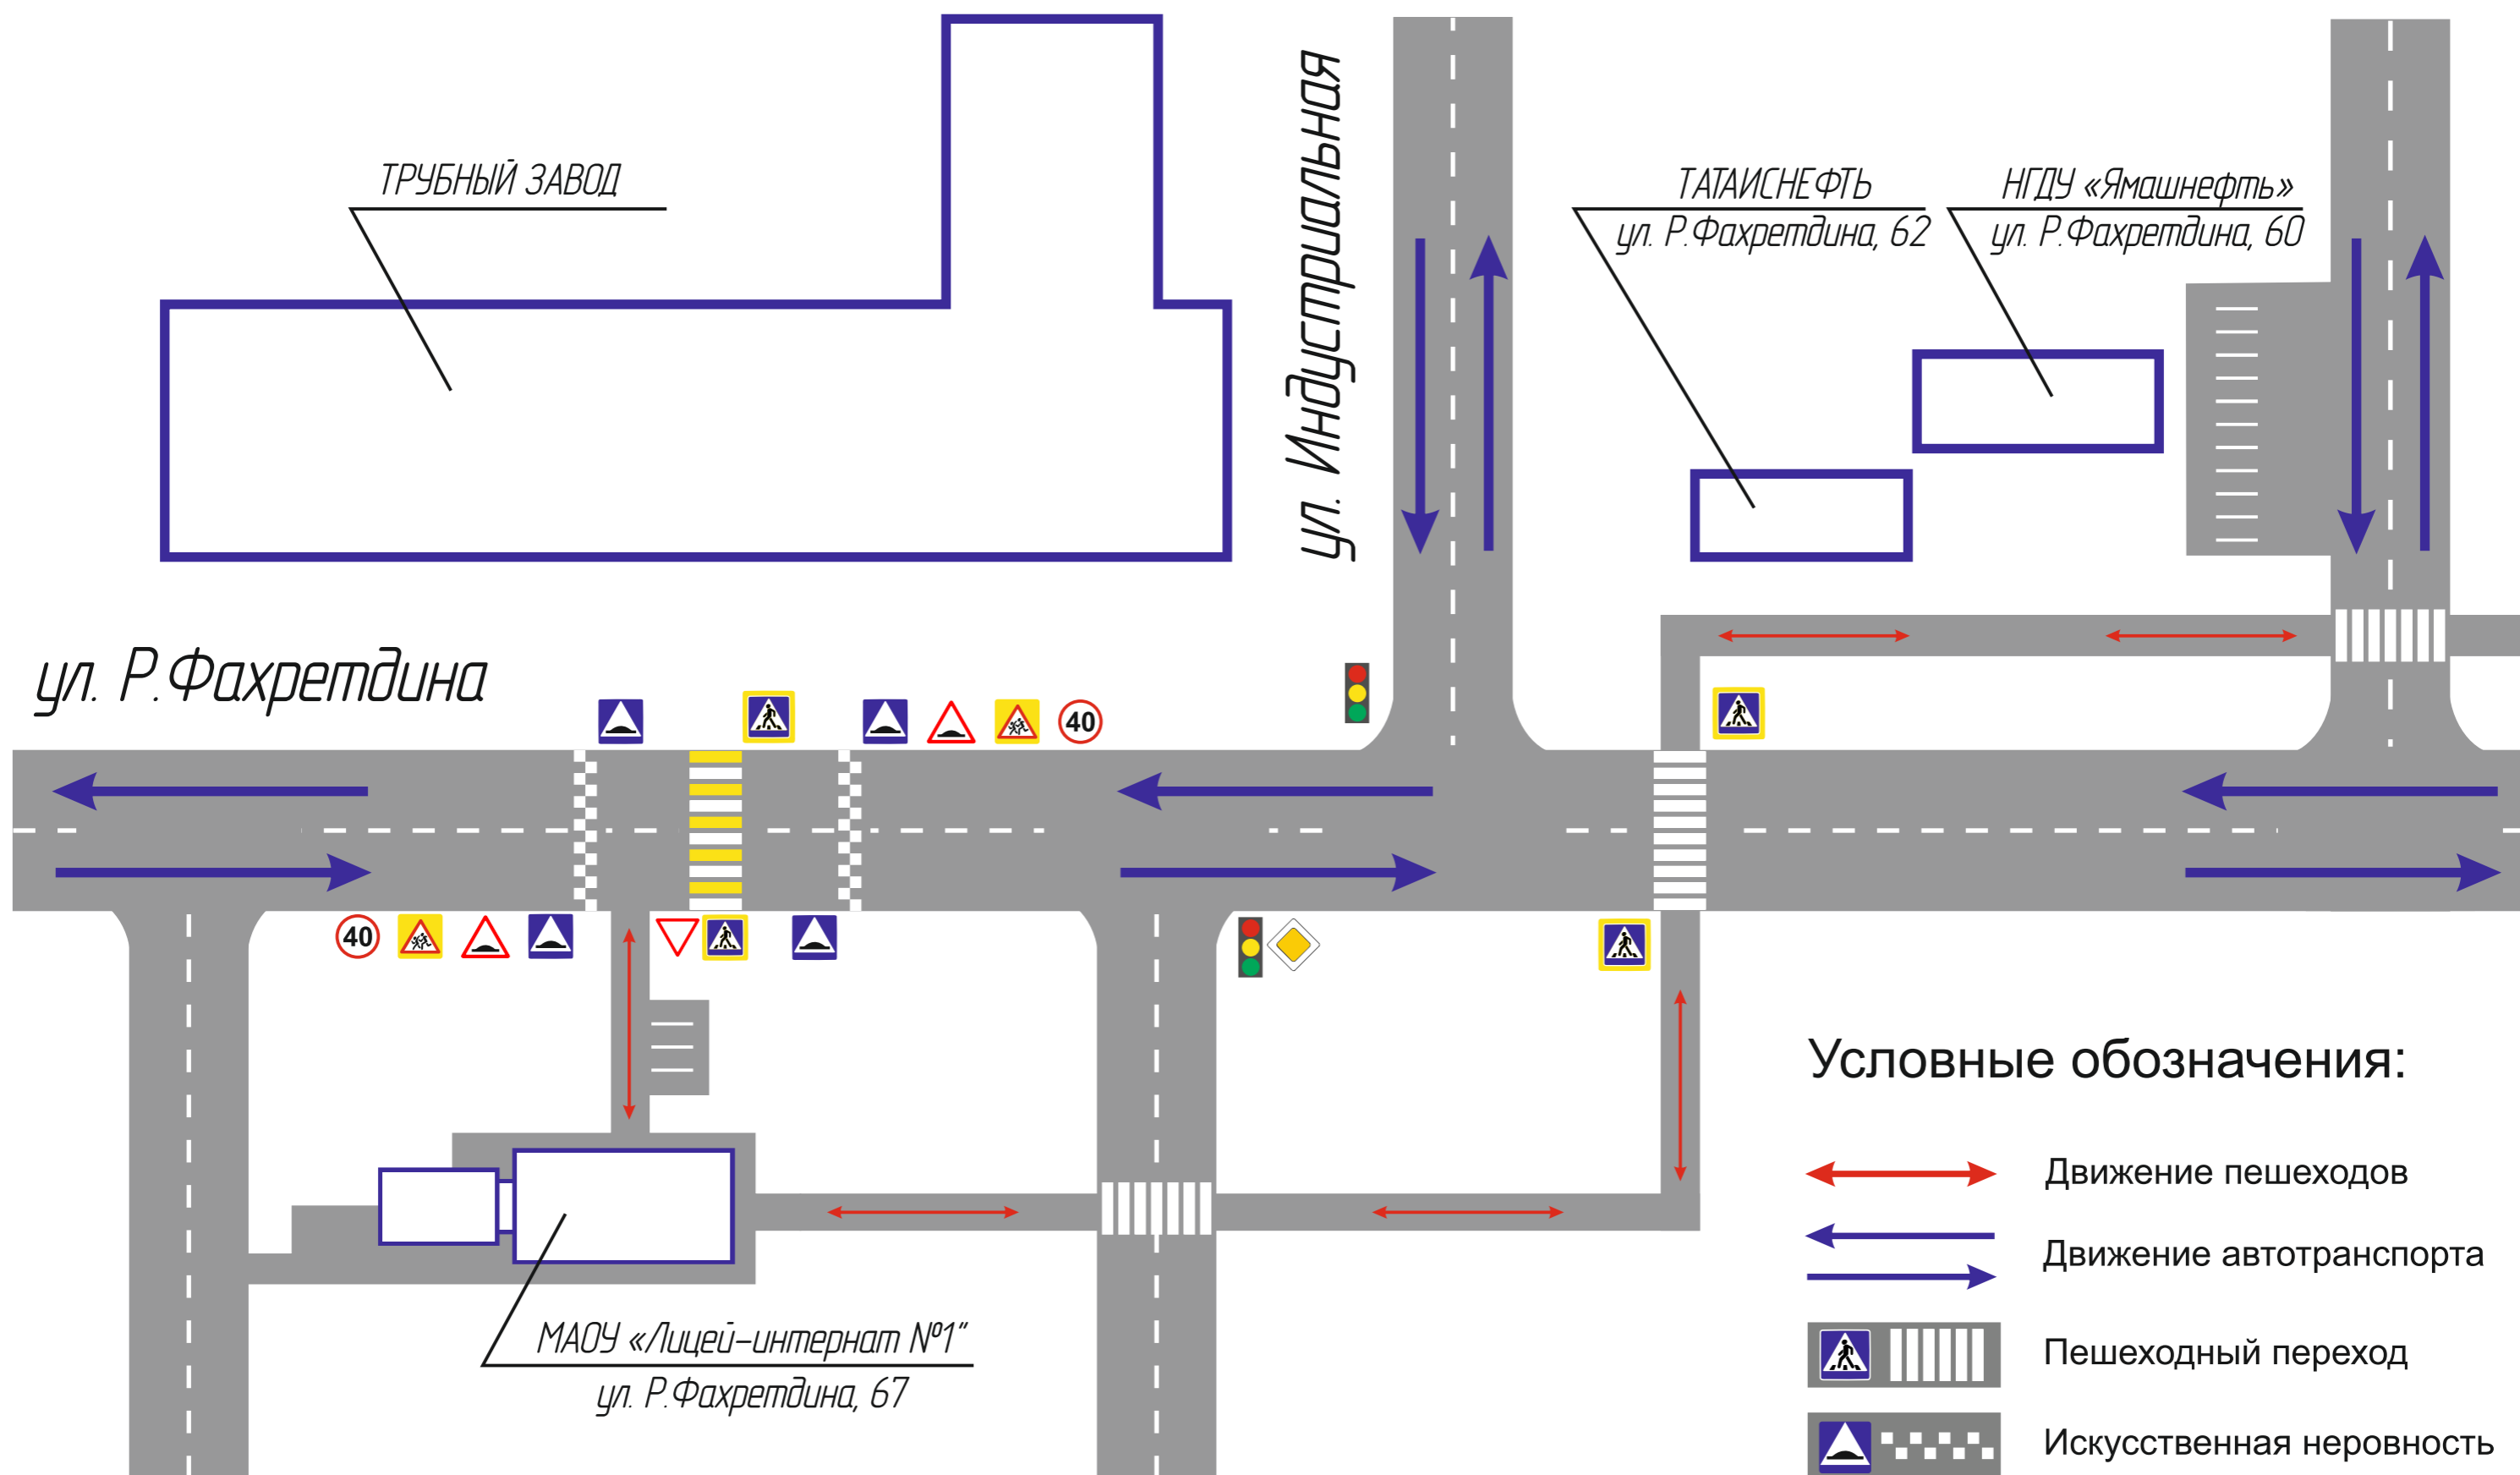 ТРУБНЫЙ ЗАВОД
ул. Индустриальная
ТАТАИСНЕФТЬ
ул. Р.Фахретдина, 62
НГДУ «Ямашнефть»
ул. Р.Фахретдина, 60
ул. Р.Фахретдина
40
40
МАОУ «Лицей-интернат №1"
ул. Р.Фахретдина, 67
Условные обозначения:
Движение пешеходов
Движение автотранспорта
Пешеходный переход
Искусственная неровность